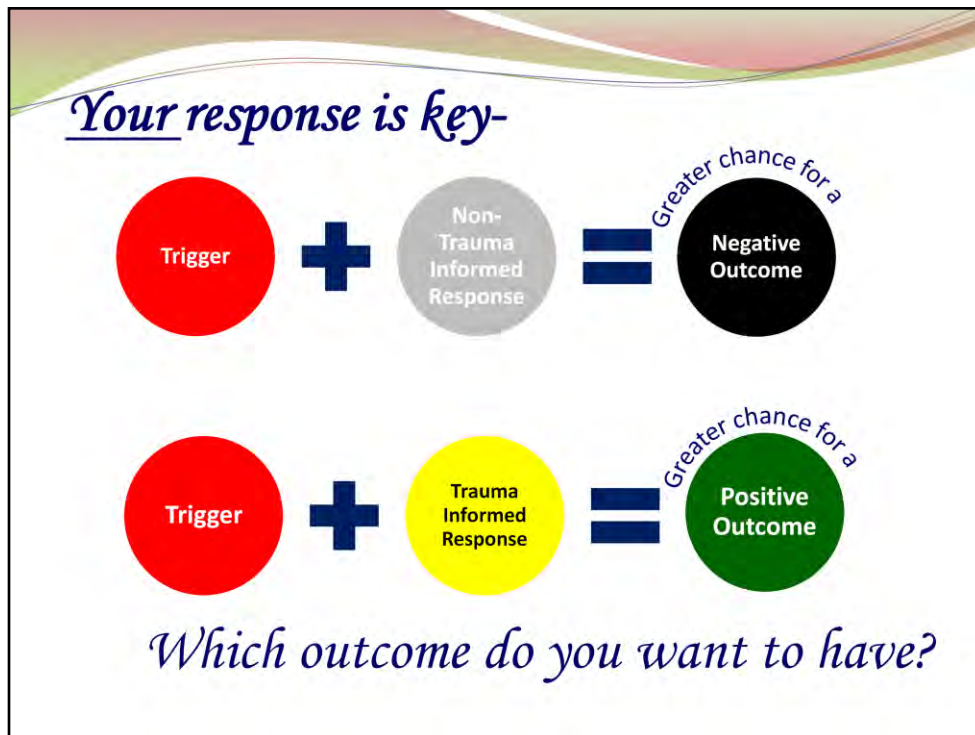 Your response is key-
Greater chance for a
Trigger
Non-
Trauma
Informed
Response
Negative
Outcome
Greater chance for a
Trigger
Trauma
Informed
Response
Positive
Outcome
Which outcome do you want to have?